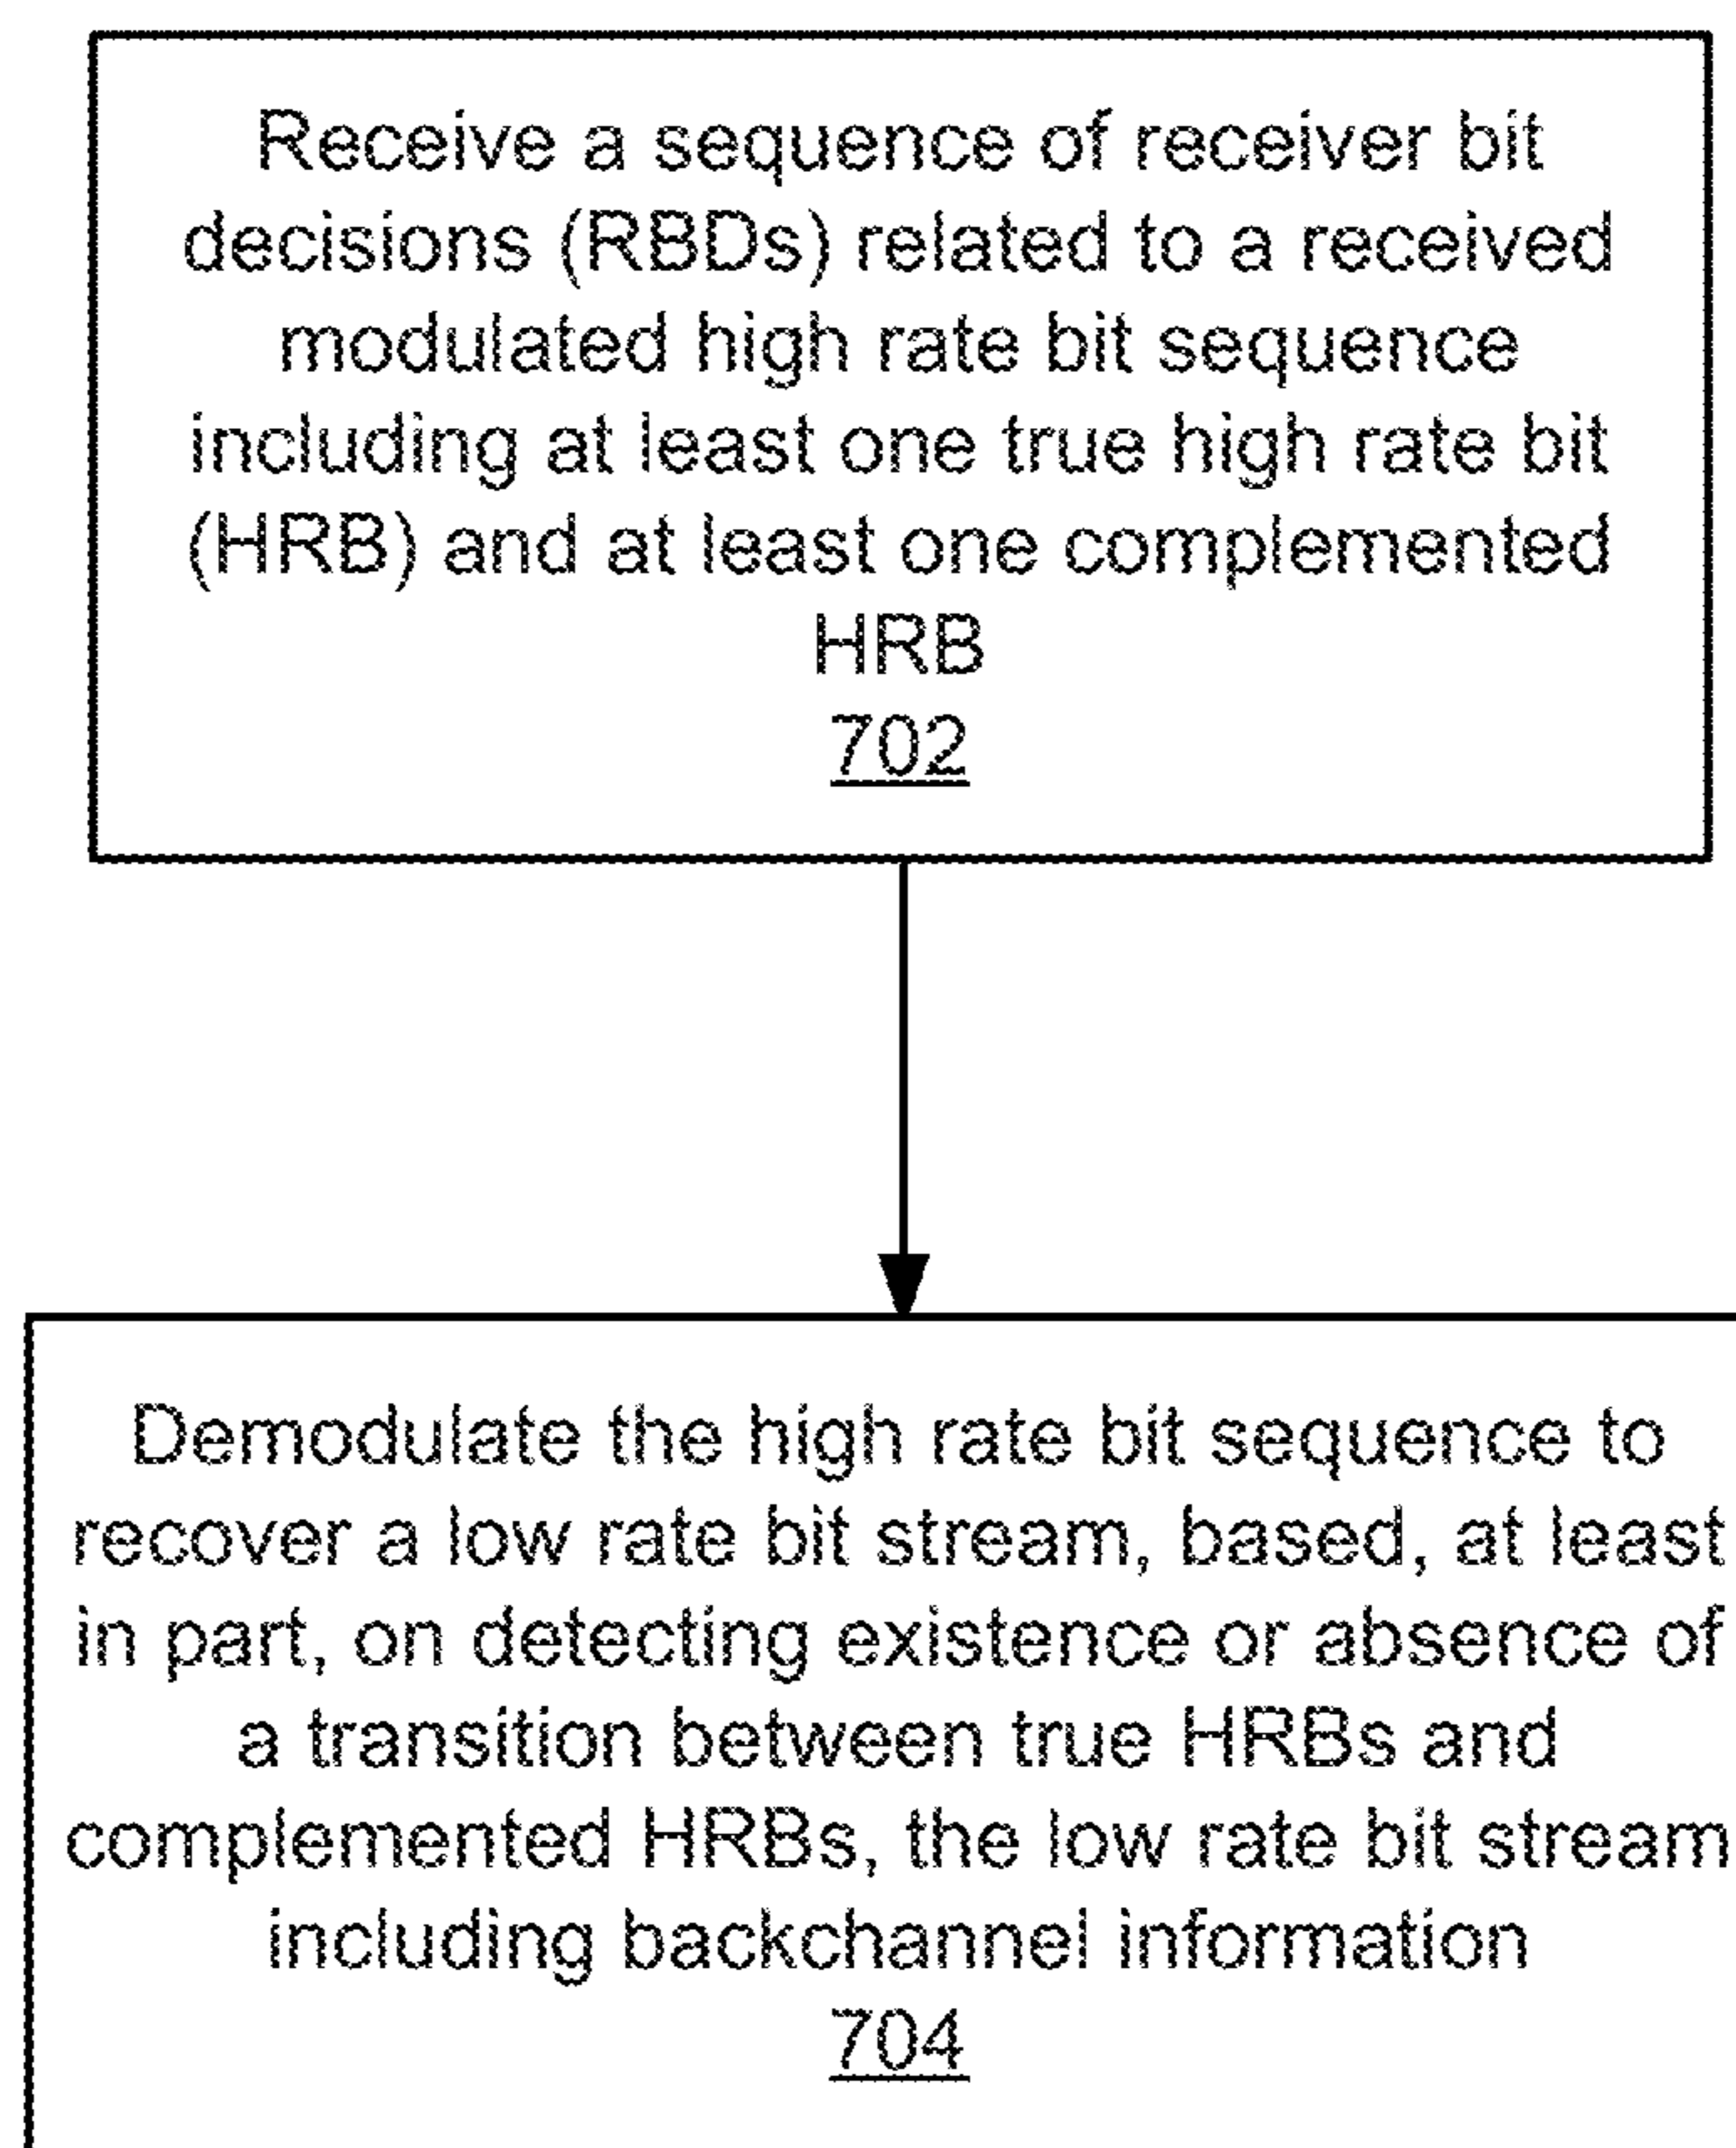 Receive a sequence of receiver bit
decisions (RBDs) related to a received
modulated high rate bit sequence
including at least one true high rate bit
(HRB) and at least one complemented
HRB
702
Demodulate the high rate bit sequence to
recover a low rate bit stream, based, at least
in part, on detecting existence or absence of
a transition between true HRBs and
complemented HRBs, the low rate bit stream
including backchannel information
704